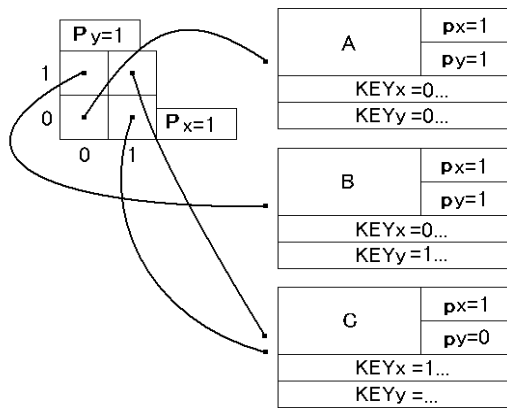 Py=1
1
0
Px=1
0 1
A
px=1
py=1
KEYx=0...
KEYy=0...
B
px=1
py=1
KEYx=0...
KEYy=1...
C
px=1
py=0
KEYx=1...
KEYy=...